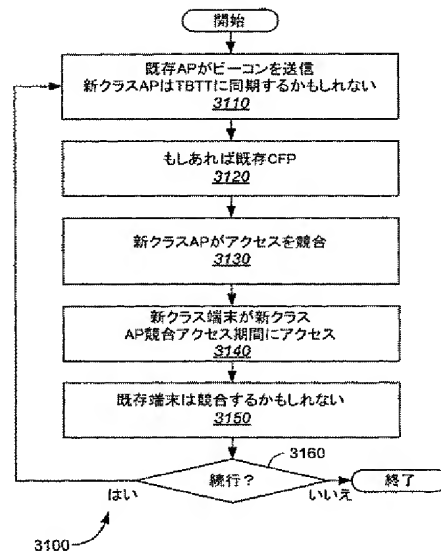 開始
既存APがビーコンを送信
新クラスAPはTBTTに同期するかもしれない
3110
もしあれば既存CFP
3120
新クラスAPがアクセスを競合
3130
新クラス端末が新クラス
AP競合アクセス期間にアクセス
3140
既存端末は競合するかもしれない
3150
3160
続行?
はい
いいえ
終了
3100